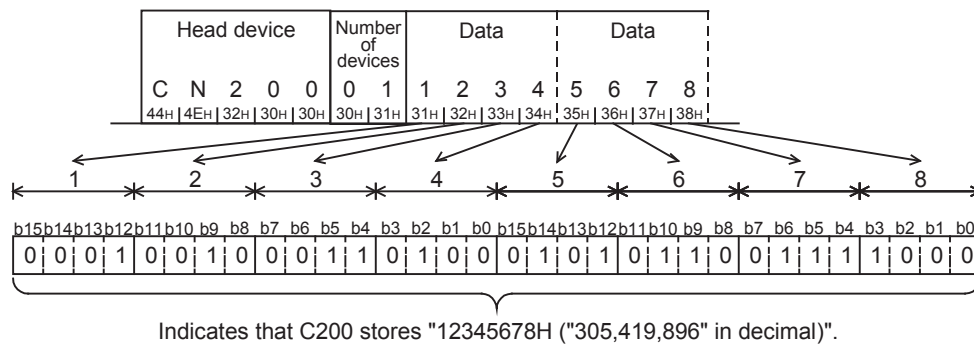 Head device Number of devices Data Data
C N 2 0 0 0 1 1 2 3 4 5 6 7 8
44H 4EH 32H 30H 30H 30H 31H 31H 32H 33H 34H 35H 36H 37H 38H
1 2 3 4 5 6 7 8
b15 b14 b13 b12 b11 b10 b9 b8 b7 b6 b5 b4 b3 b2 b1 b0 b15 b14 b13 b12 b11 b10 b9 b8 b7 b6 b5 b4 b3 b2 b1 b0
0 0 0 1 0 0 1 0 0 0 1 1 0 1 0 0 0 1 0 1 0 1 1 0 0 1 1 1 1 0 0 0
Indicates that C200 stores "12345678H ("305,419,896" in decimal)".